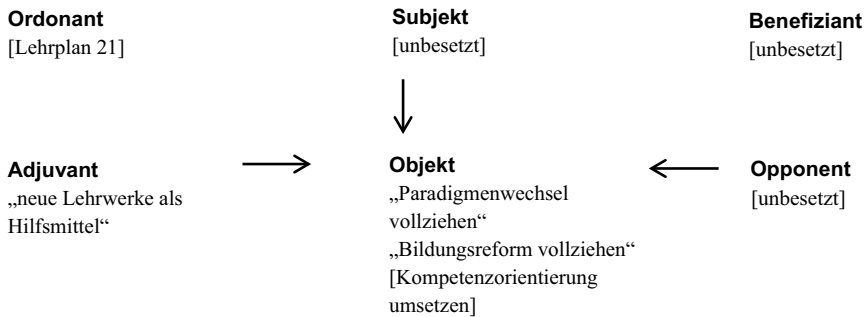 Ordonant
[Lehrplan 21]
Subjekt
[unbesetzt]
Benefiziant
[unbesetzt]
Adjuvant
„neue Lehrwerke als
Hilfsmittel“
Objekt
„Paradigmenwechsel
vollziehen“
„Bildungsreform vollziehen“
[Kompetenzorientierung
umsetzen]
Opponent
[unbesetzt]